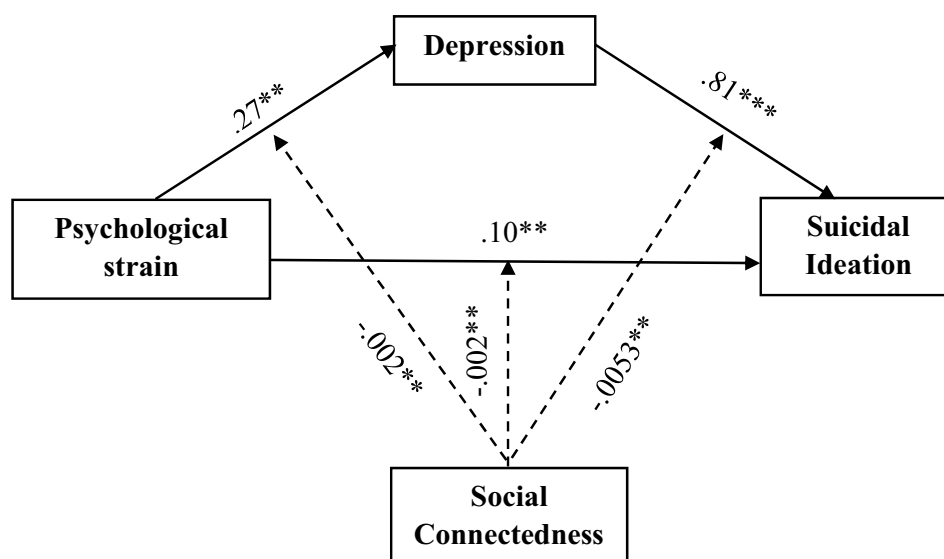 Depression
.27**
.81***
Psychological
strain
.10**
Suicidal
Ideation
-.002**
-.002**
-.0053**
Social
Connectedness